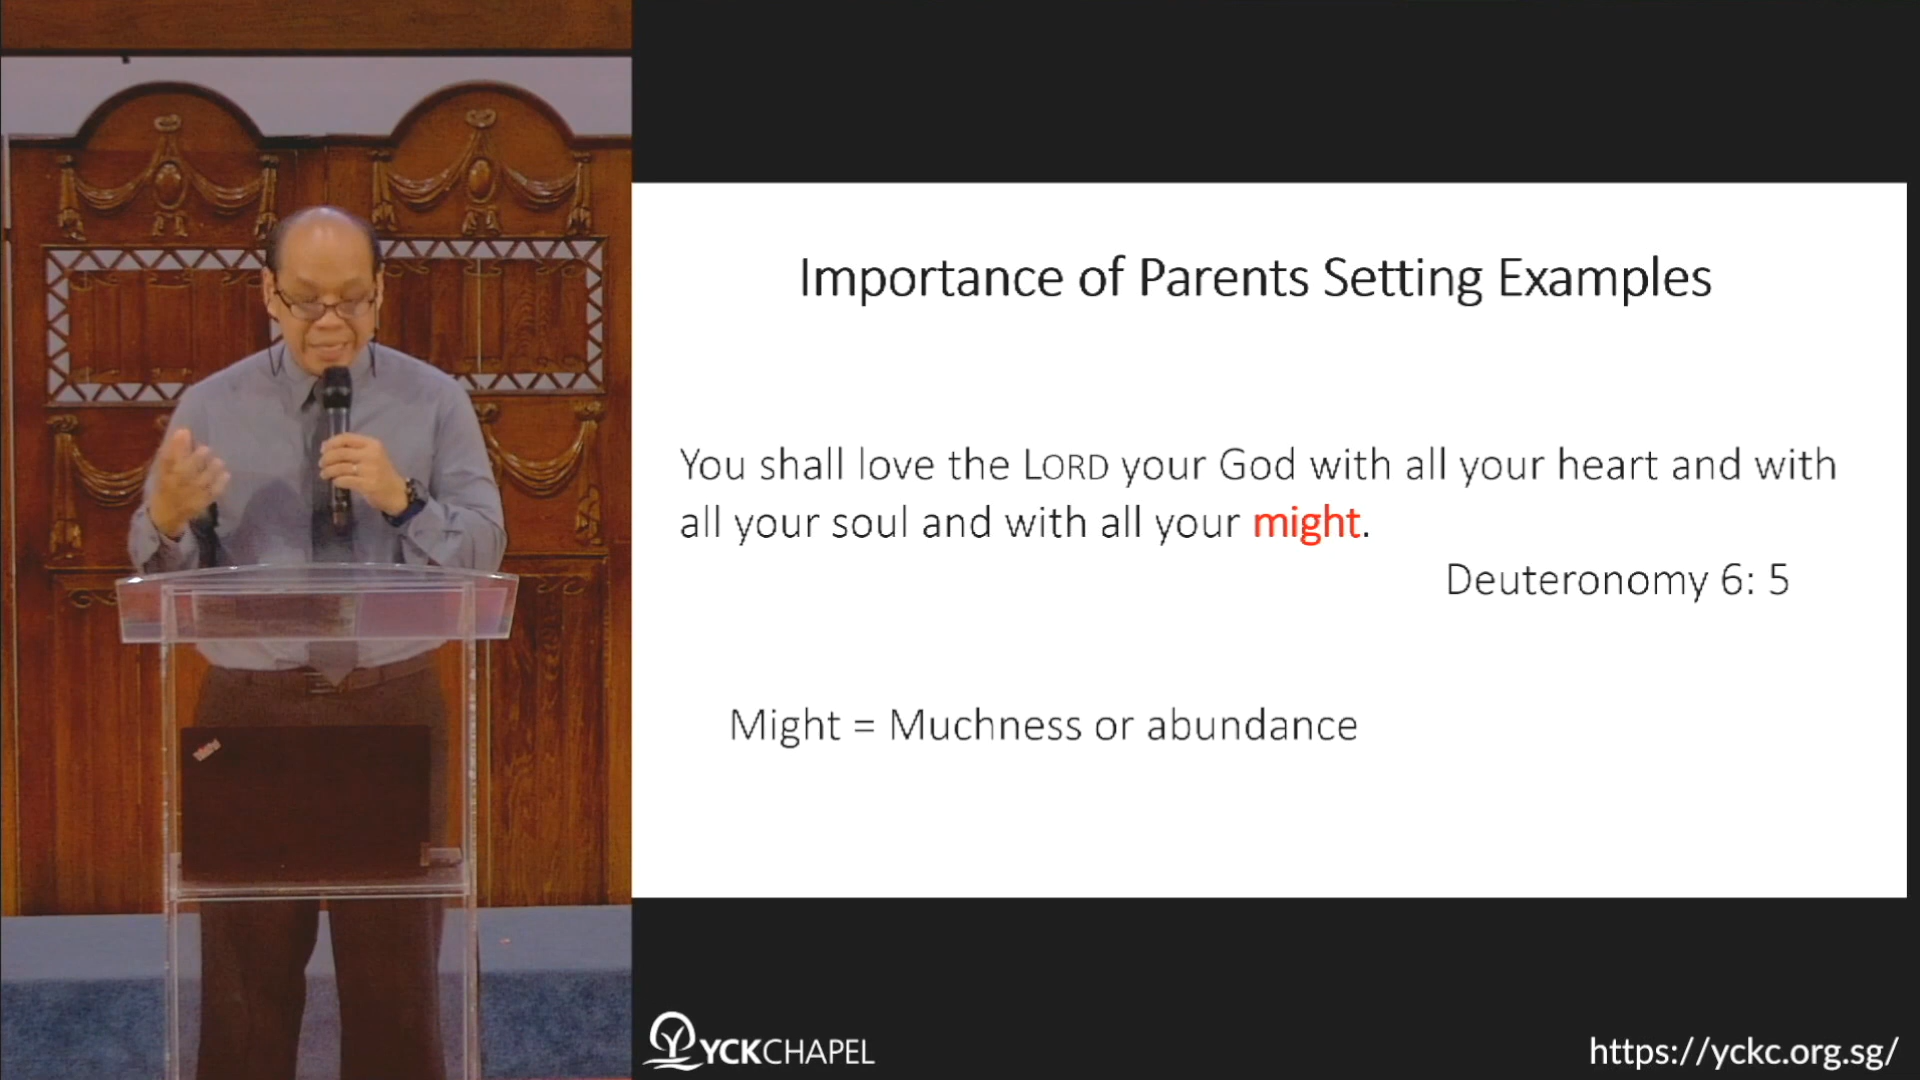 Importance of Parents Setting Examples
You shall love the LORD your God with all your heart and with
all your soul and with all your might.
Deuteronomy 6: 5
Might = Muchness or abundance
YCKCHAPEL
https://yckc.org.sg/